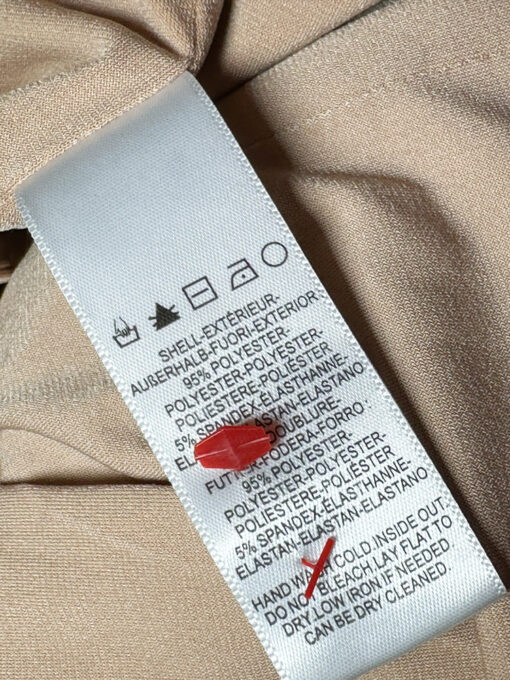 SHELL-EXTÉRIEUR-
AUßERHALB-FUORI-EXTERIOR :
95% POLYESTER-
POLYESTER-POLYESTER-
POLIESTERE-POLIÉSTER
5% SPANDEX-ELASTHANNE-
ELASTAN-ELASTANO
DOUBLURE-
FUTTER-FODERA-FORRO :
95% POLYESTER-
POLYESTER-POLYESTER-
POLIESTERE-POLIÉSTER
5% SPANDEX-ELASTHANNE-
ELASTAN-ELASTAN-ELASTANO
HAND WASH COLD.INSIDE OUT.
DO NOT BLEACH.LAY FLAT TO
DRY.LOW IRON IF NEEDED.
CAN BE DRY CLEANED.